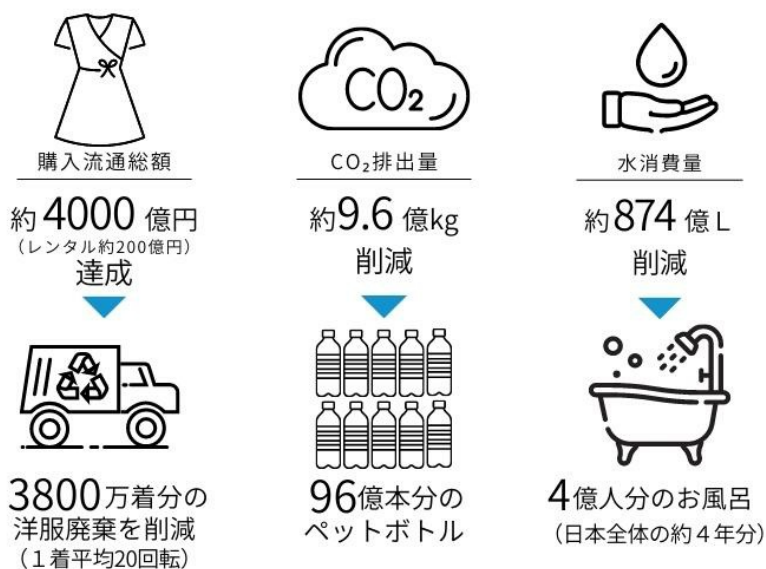 購入流通総額
約4000億円
（レンタル約200億円）
達成
3800万着分の
洋服廃棄を削減
（１着平均20回転）
CO₂
CO₂排出量
約9.6億kg
削減
96億本分の
ペットボトル
水消費量
約874億L
削減
4億人分のお風呂
（日本全体の約４年分）